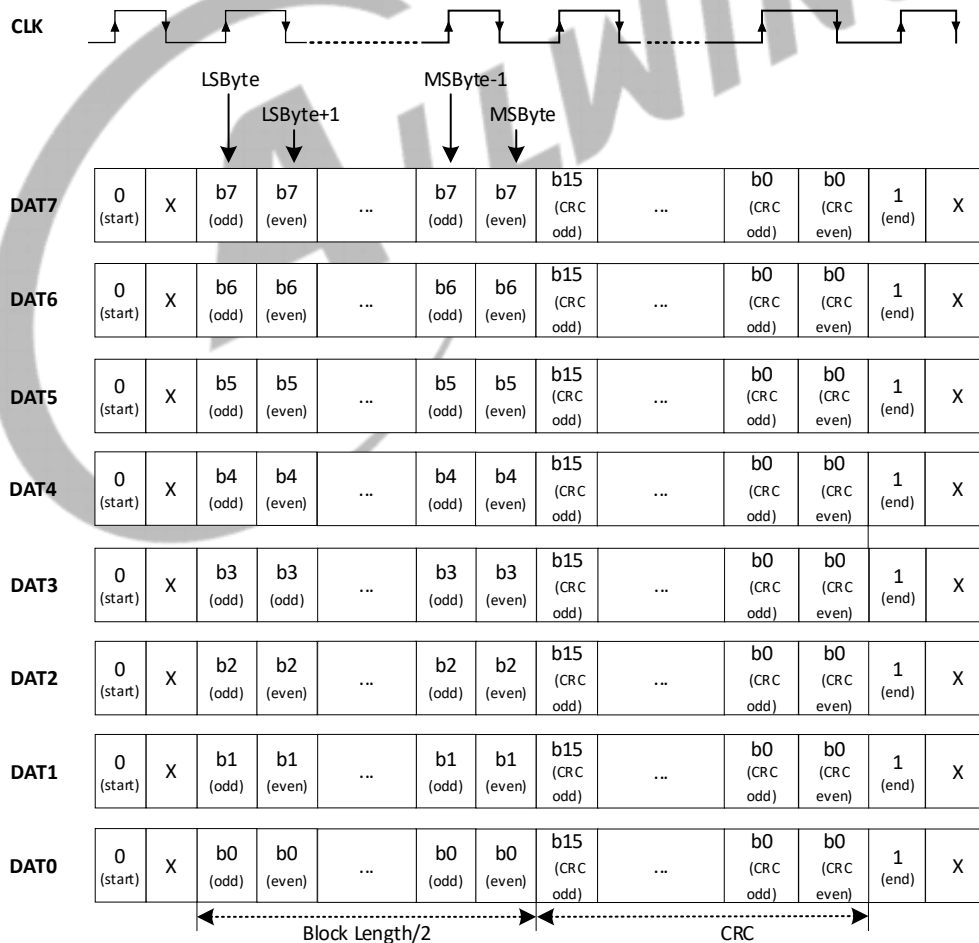 ALLWIN
CLK
LSByte MSByte-1
LSByte+1 MSByte
0 b7 b7 b7 b7 b15 b0 b0 1
DAT7 X ... ... X
(start) (odd) (even) (odd) (even) (CRC (CRC (CRC (end)
odd) odd) even)
0 b6 b6 b6 b6 b15 b0 b0 1
DAT6 X ... ... X
(start) (odd) (even) (odd) (even) (CRC (CRC (CRC (end)
odd) odd) even)
0 b5 b5 b5 b5 b15 b0 b0 1
DAT5 X ... ... X
(start) (odd) (even) (odd) (even) (CRC (CRC (CRC (end)
odd) odd) even)
0 b4 b4 b4 b4 b15 b0 b0 1
DAT4 X ... ... X
(start) (odd) (even) (odd) (even) (CRC (CRC (CRC (end)
odd) odd) even)
0 b3 b3 b3 b3 b15 b0 b0 1
DAT3 X ... ... X
(start) (odd) (odd) (odd) (even) (CRC (CRC (CRC (end)
odd) odd) even)
0 b2 b2 b2 b2 b15 b0 b0 1
DAT2 X ... ... X
(start) (odd) (even) (odd) (even) (CRC (CRC (CRC (end)
odd) odd) even)
0 b1 b1 b1 b1 b15 b0 b0 1
DAT1 X ... ... X
(start) (odd) (even) (odd) (even) (CRC (CRC (CRC (end)
odd) odd) even)
0 b0 b0 b0 b0 b15 b0 b0 1
DAT0 X ... ... X
(start) (odd) (even) (odd) (even) (CRC (CRC (CRC (end)
odd) odd) even)
Block Length/2 CRC